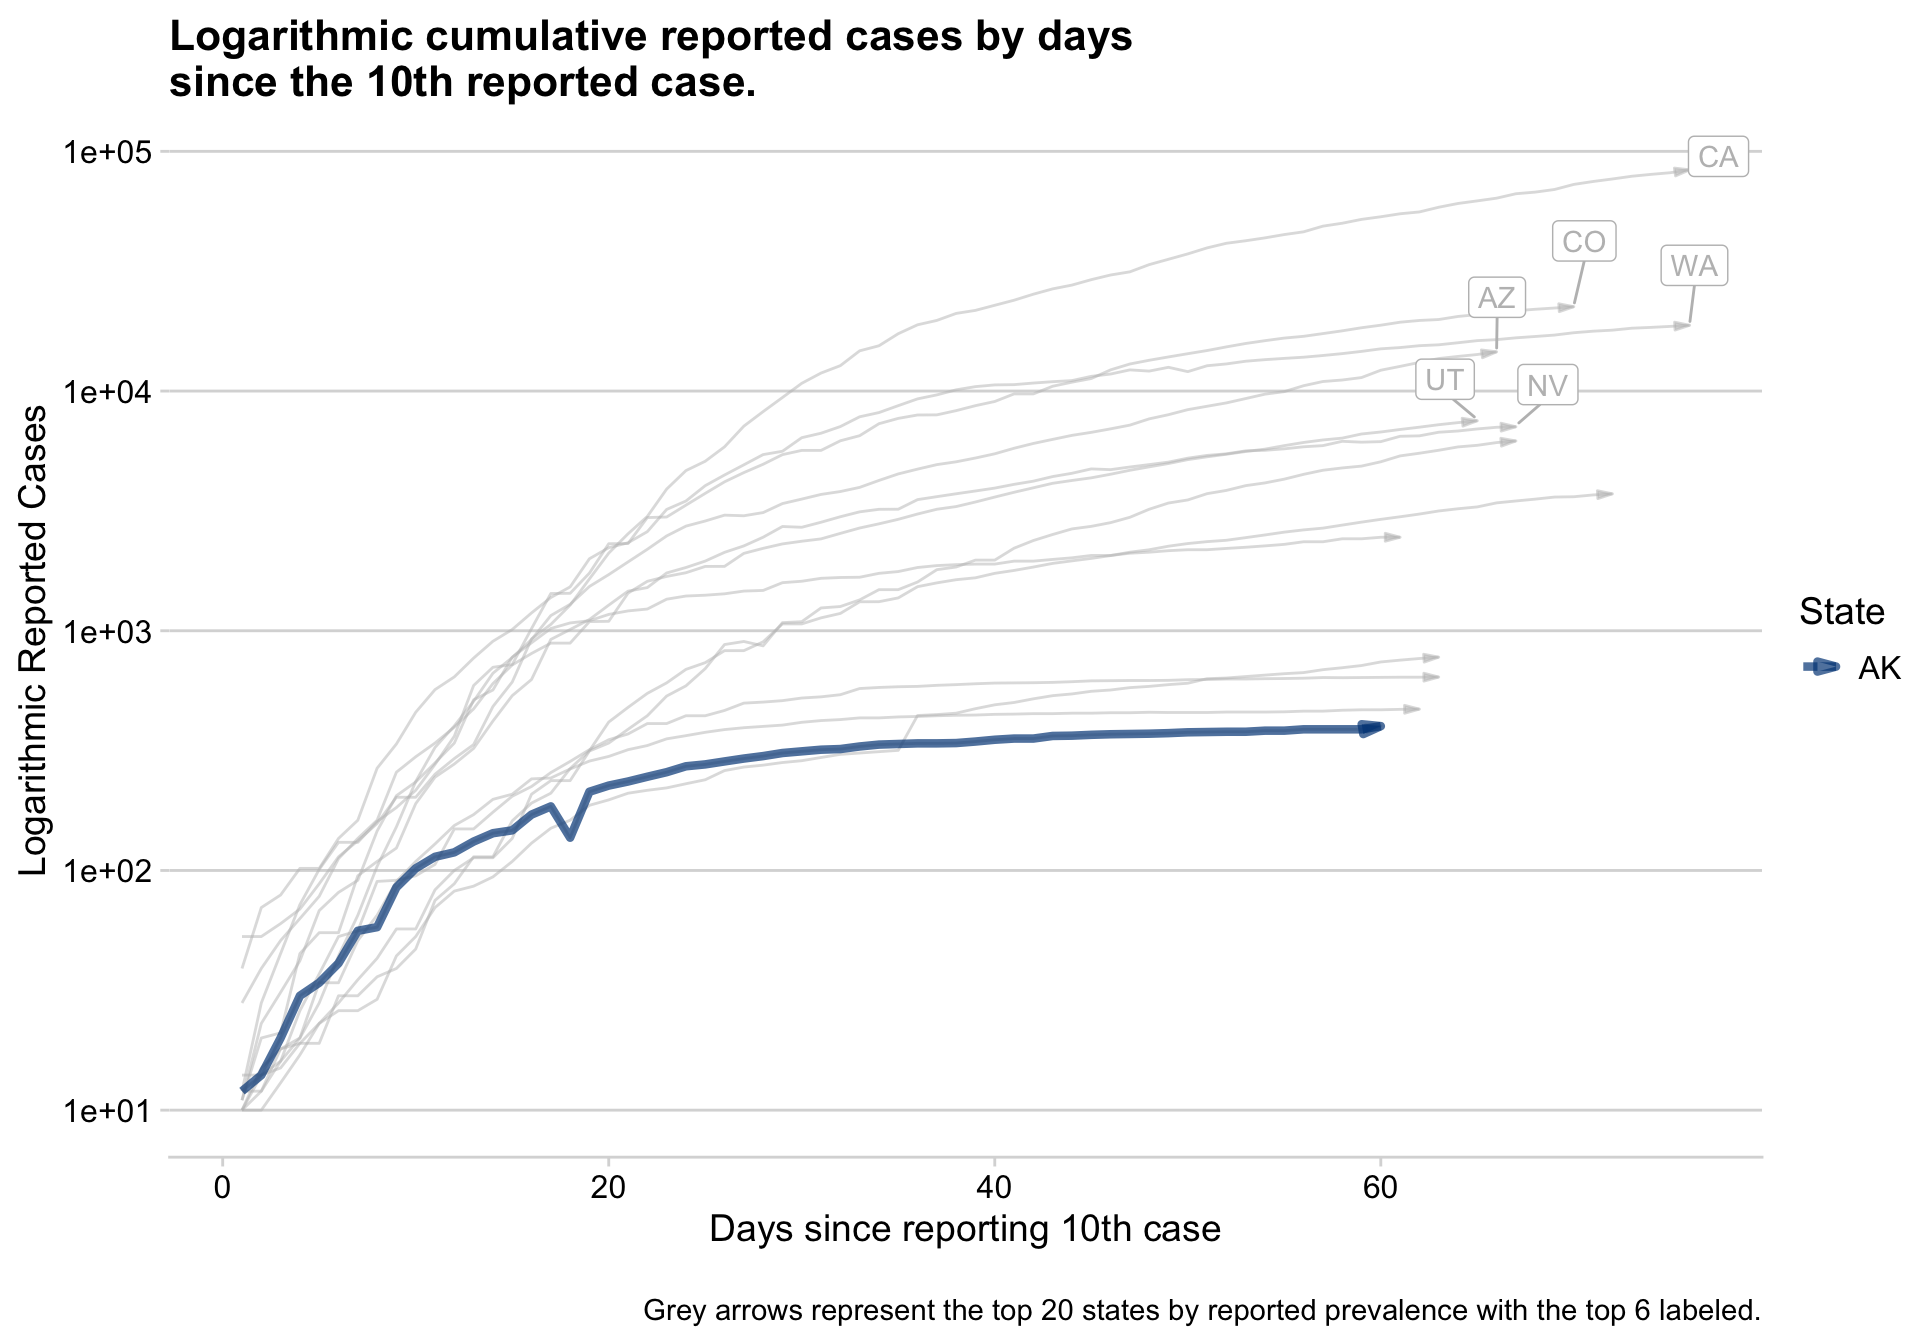 Logarithmic cumulative reported cases by days
since the 10th reported case.
1e+05
1e+04
1e+03
1e+02
1e+01
Logarithmic Reported Cases
CA
CO
WA
AZ
UT
NV
State
AK
0
20
40
60
Days since reporting 10th case
Grey arrows represent the top 20 states by reported prevalence with the top 6 labeled.